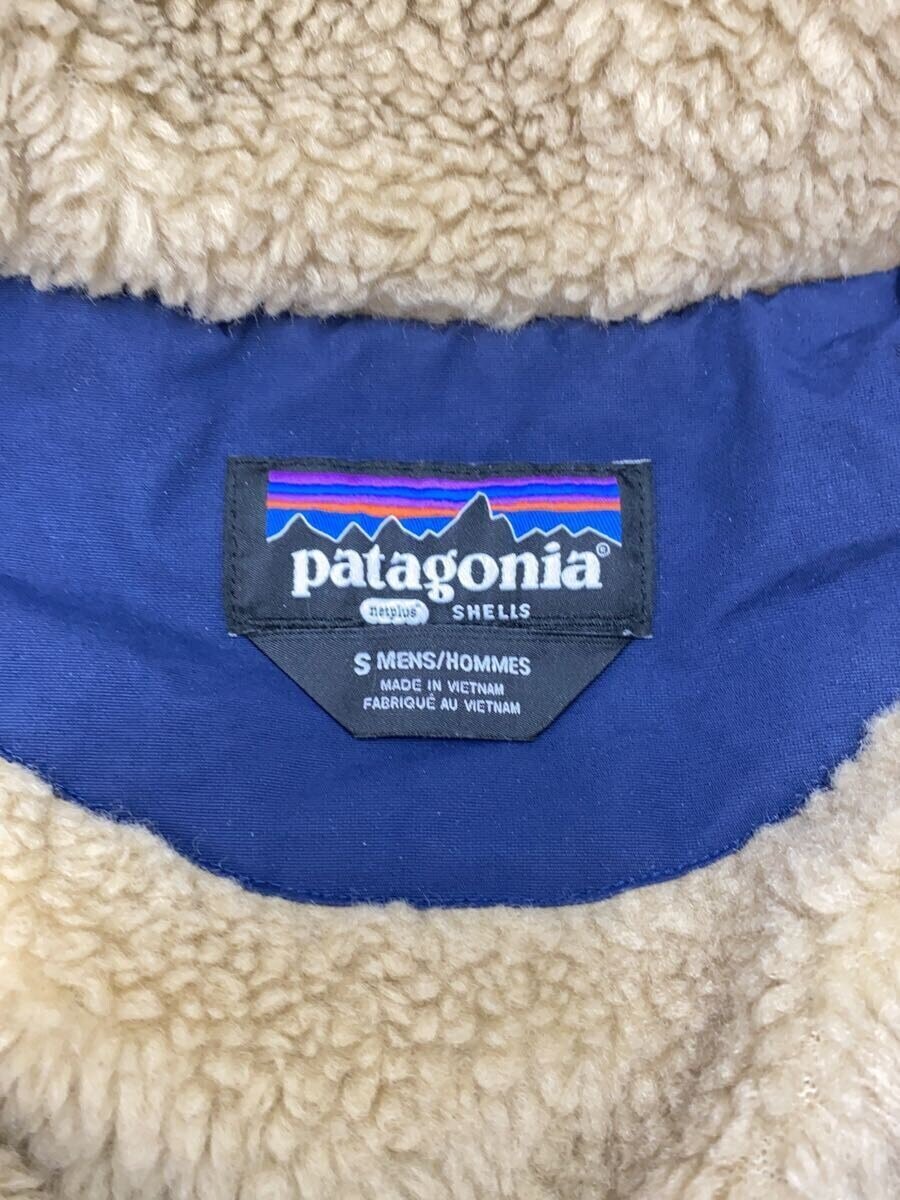 patagonia®
netplus® SHELLS
S MENS/HOMMES
MADE IN VIETNAM
FABRIQUÉ AU VIETNAM